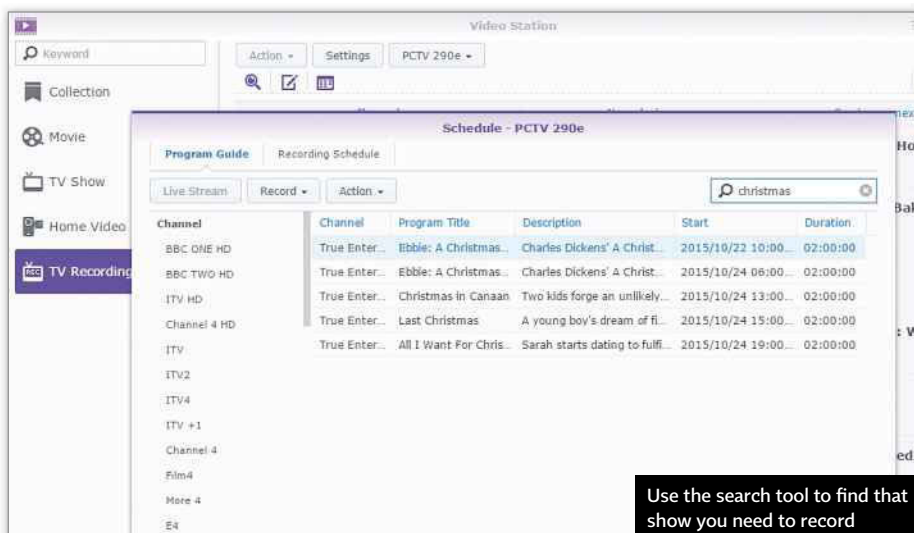 Video Station
Keyword
Action
Settings
PCTV 290e
Collection
Movie
TV Show
Home Video
REC TV Recording
Schedule - PCTV 290e
Program Guide Recording Schedule
Live Stream Record Action christmas
Channel
BBC ONE HD
BBC TWO HD
ITV HD
Channel 4 HD
ITV
ITV2
ITV4
ITV +1
Channel 4
Film4
More 4
E4
Channel Program Title Description Start Duration
True Enter... Ebbie: A Christmas... Charles Dickens' A Christ... 2015/10/22 10:00... 02:00:00
True Enter... Ebbie: A Christmas... Charles Dickens' A Christ... 2015/10/24 06:00... 02:00:00
True Enter... Christmas in Canaan Two kids forge an unlikely... 2015/10/24 13:00... 02:00:00
True Enter... Last Christmas A young boy's dream of fi... 2015/10/24 15:00... 02:00:00
True Enter... All I Want For Chris... Sarah starts dating to fulfi... 2015/10/24 19:00... 02:00:00
Use the search tool to find that
show you need to record